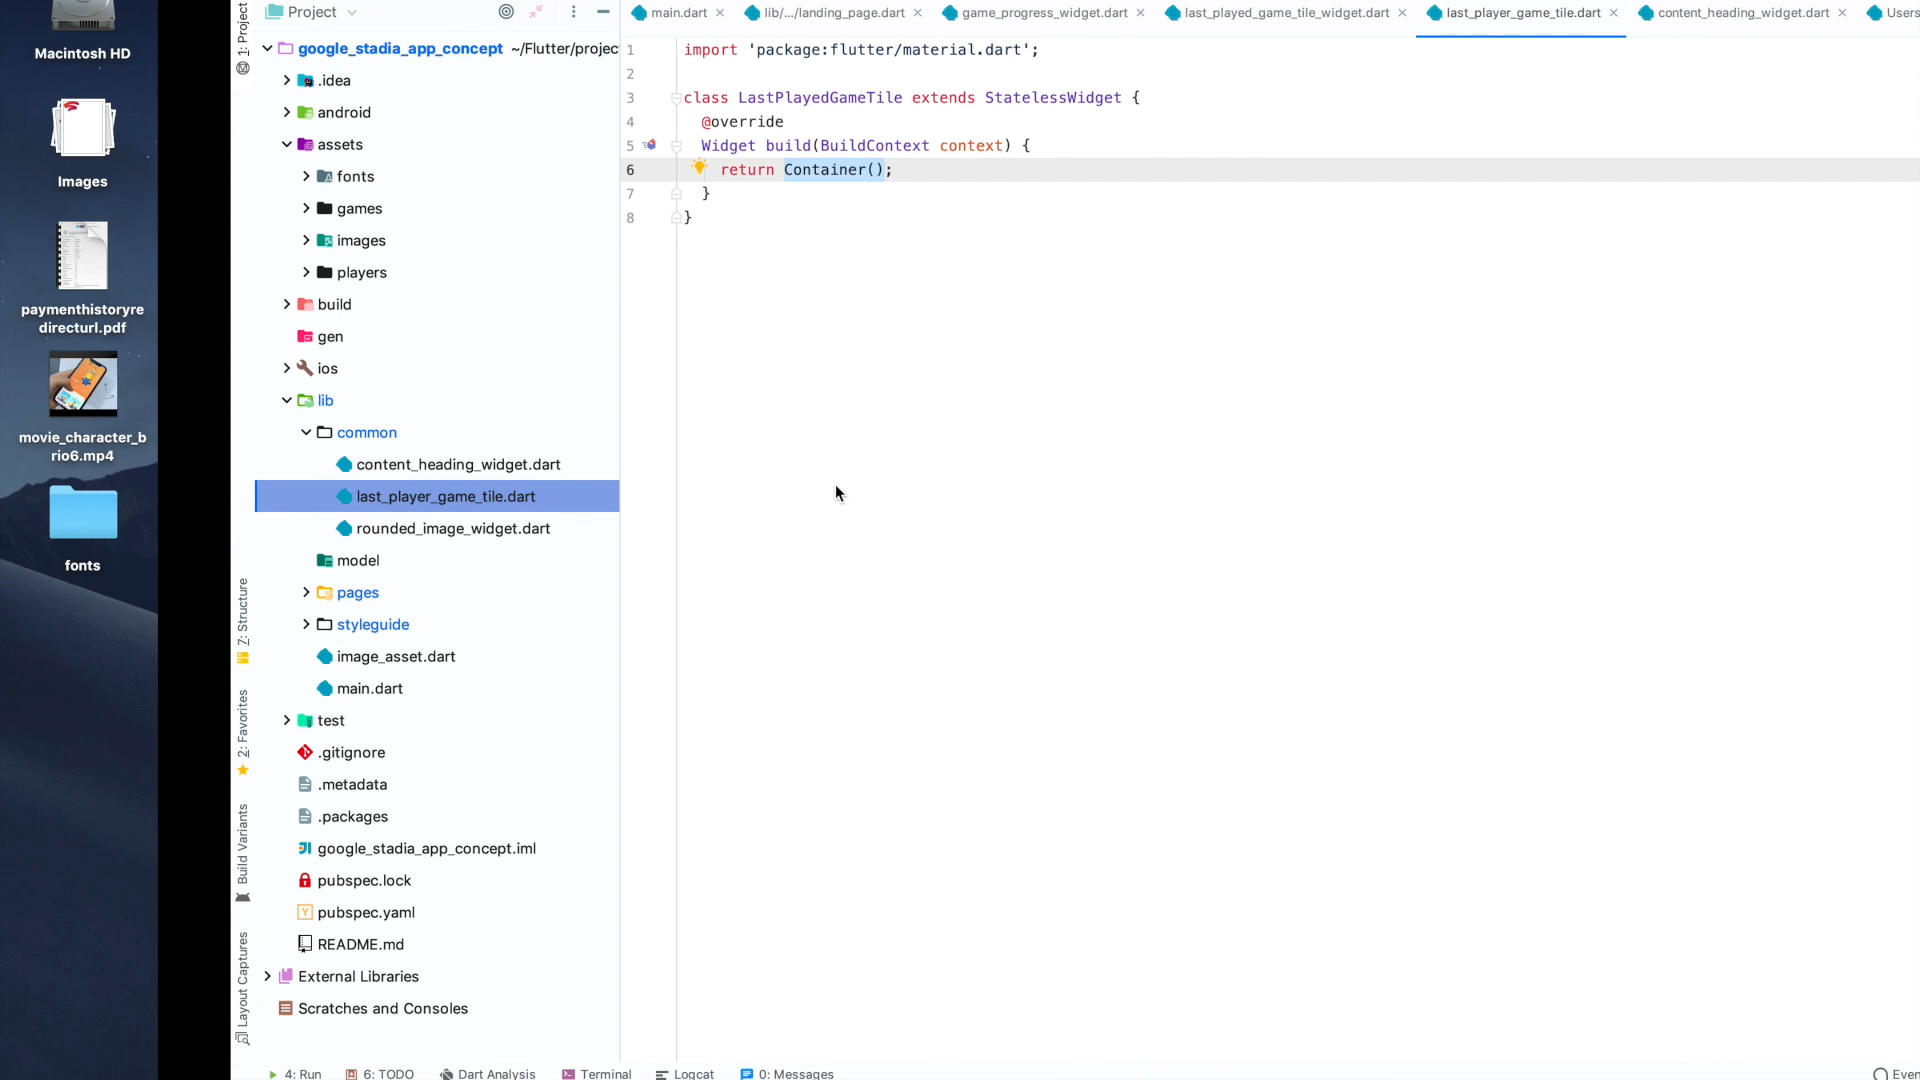 Macintosh HD
Images
paymenthistoryre
directurl.pdf
movie_character_b
rio6.mp4
fonts
1: Project
7: Structure
2: Favorites
Build Variants
Layout Captures
Project
google_stadia_app_concept ~/Flutter/projec
.idea
android
assets
fonts
games
images
players
build
gen
ios
lib
common
content_heading_widget.dart
last_player_game_tile.dart
rounded_image_widget.dart
model
pages
styleguide
image_asset.dart
main.dart
test
.gitignore
.metadata
.packages
google_stadia_app_concept.iml
pubspec.lock
pubspec.yaml
README.md
External Libraries
Scratches and Consoles
main.dart lib/.../landing_page.dart game_progress_widget.dart last_played_game_tile_widget.dart last_player_game_tile.dart content_heading_widget.dart Users
1 import 'package:flutter/material.dart';
2
3 class LastPlayedGameTile extends StatelessWidget {
4 @override
5 Widget build(BuildContext context) {
6 return Container();
7 }
8 }
4: Run 6: TODO Dart Analysis Terminal Logcat 0: Messages Even